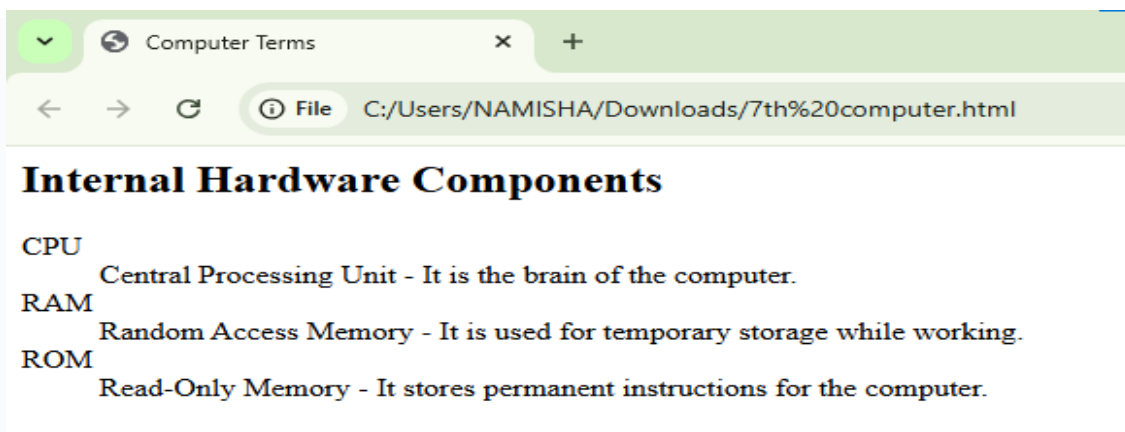 Computer Terms
File C:/Users/NAMISHA/Downloads/7th%20computer.html
Internal Hardware Components
CPU
Central Processing Unit - It is the brain of the computer.
RAM
Random Access Memory - It is used for temporary storage while working.
ROM
Read-Only Memory - It stores permanent instructions for the computer.